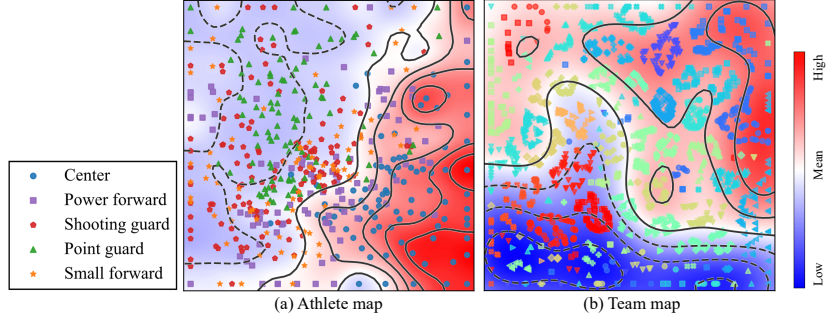 Center
Power forward
Shooting guard
Point guard
Small forward
(a) Athlete map
(b) Team map
High
Mean
Low